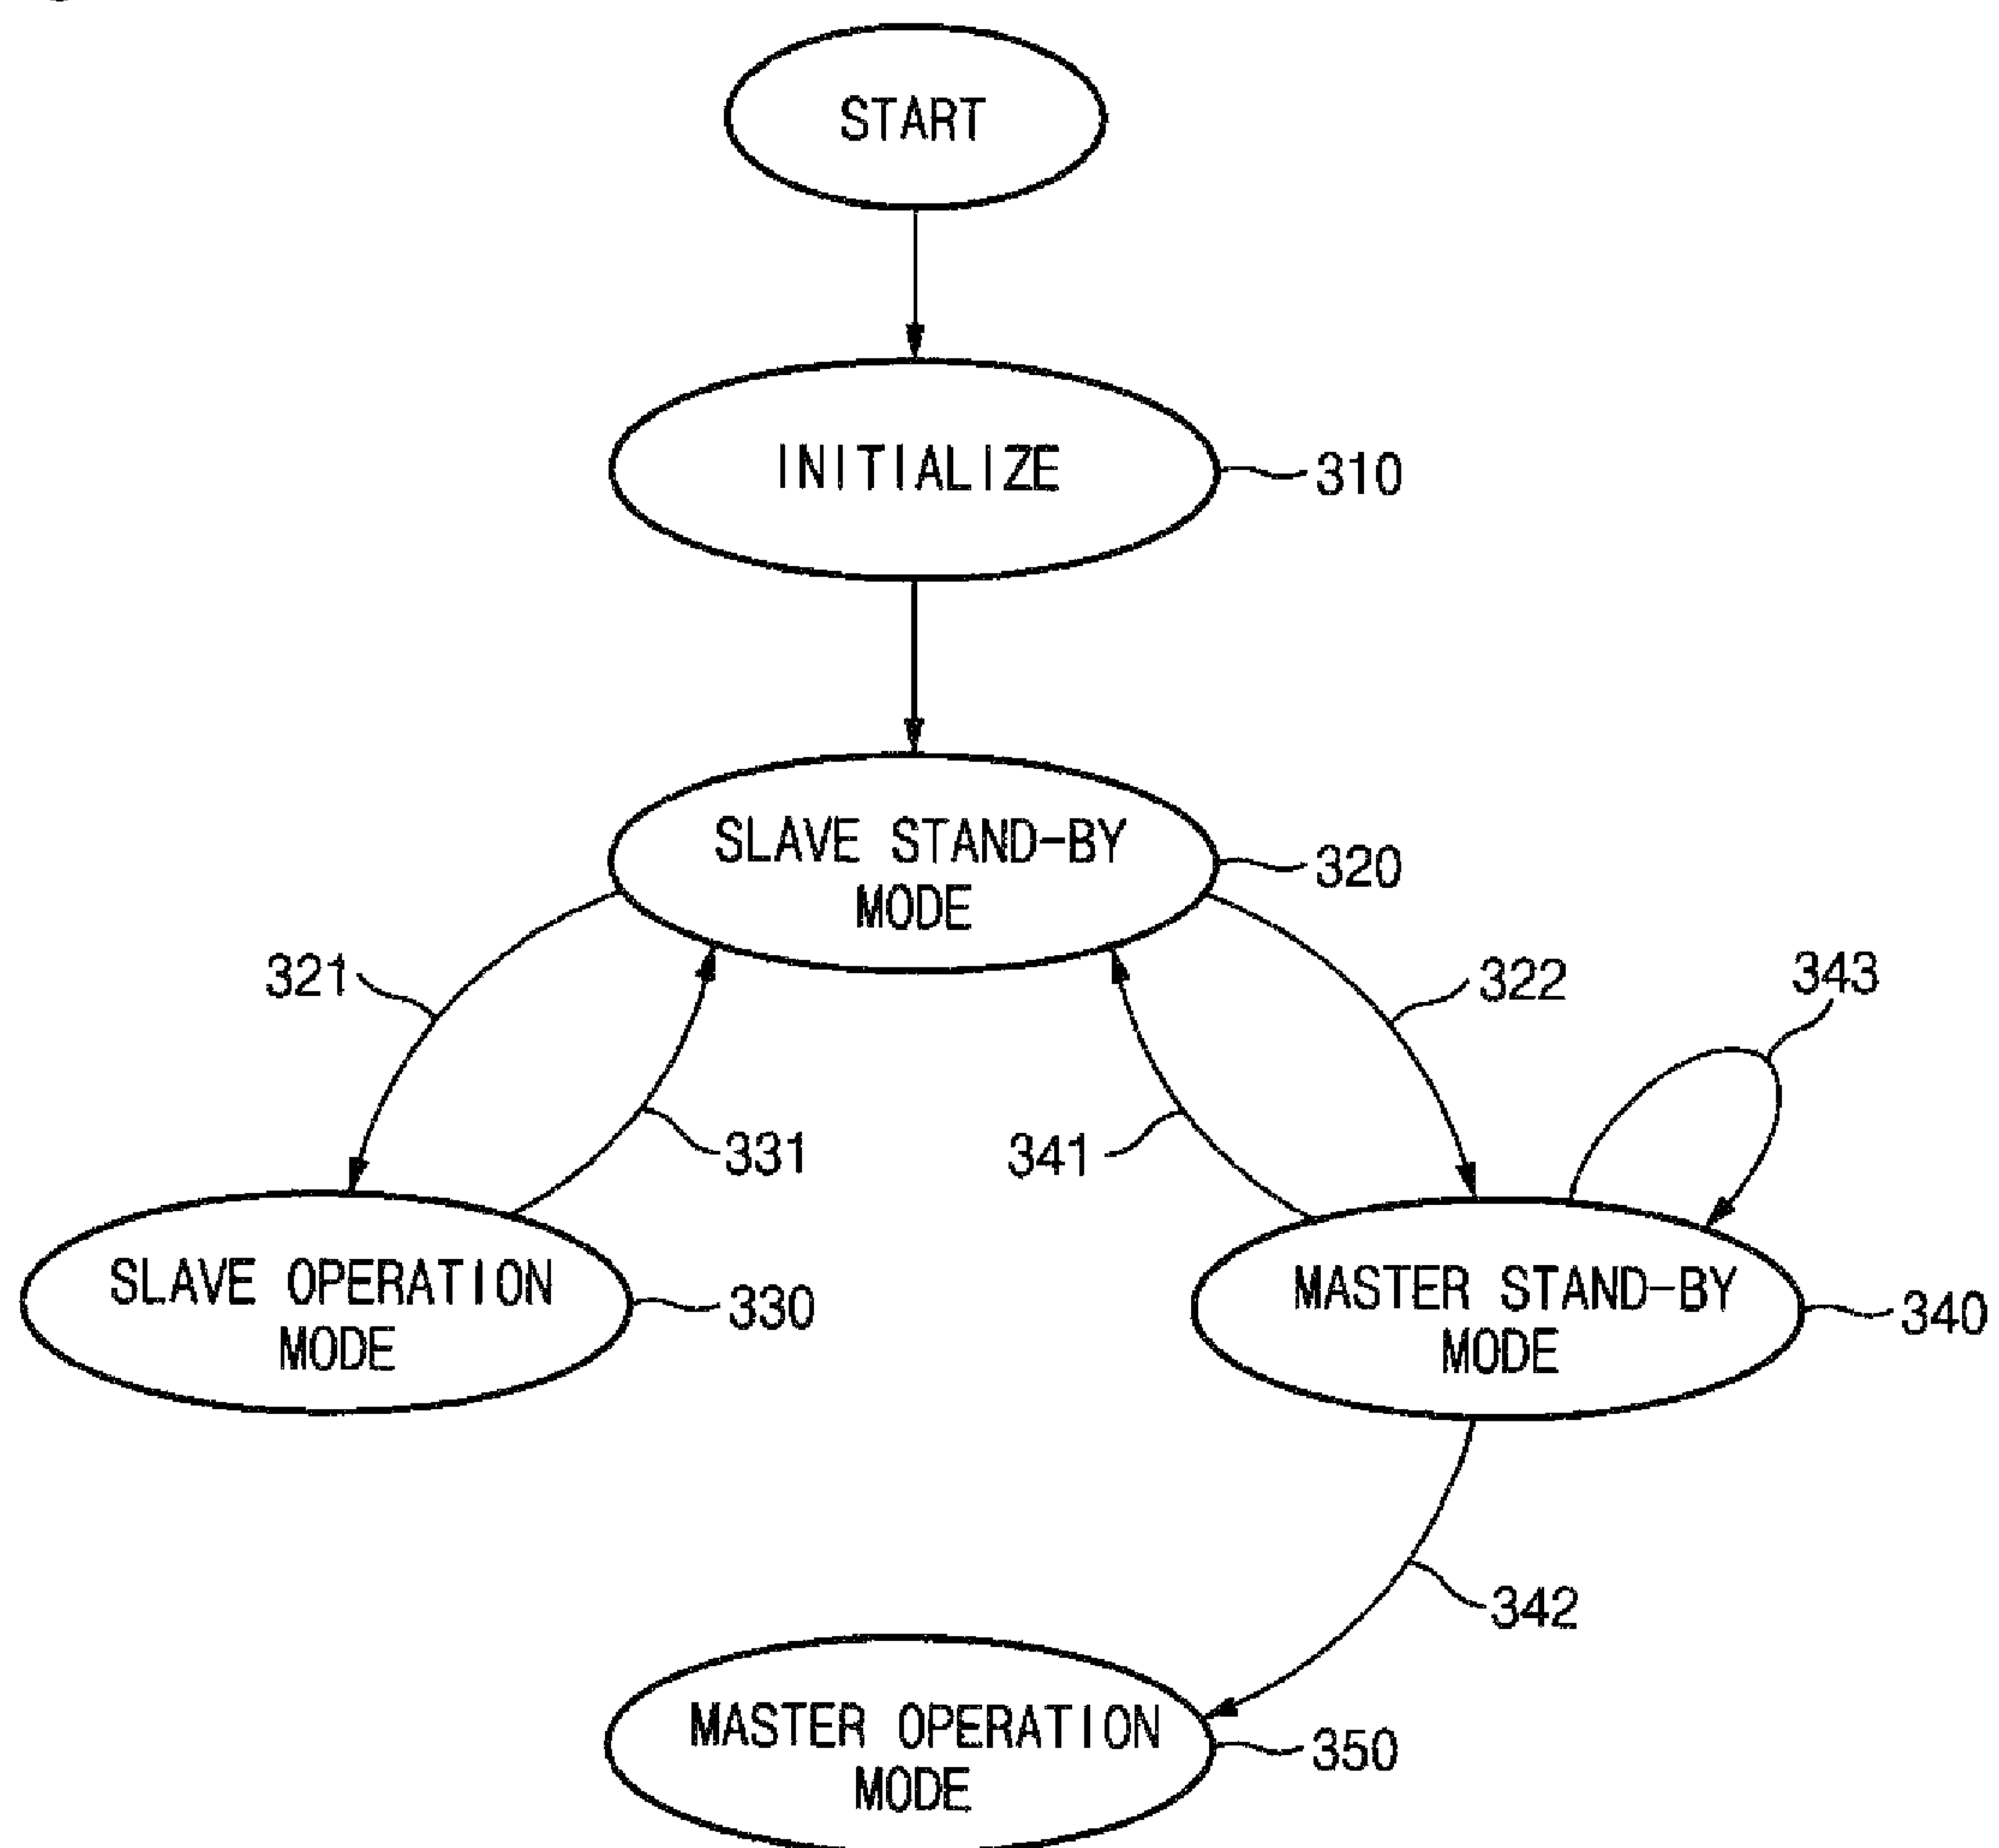 START
INITIALIZE
310
SLAVE STAND-BY
MODE
320
321
322
343
331
341
SLAVE OPERATION
MODE
330
MASTER STAND-BY
MODE
340
342
MASTER OPERATION
MODE
350